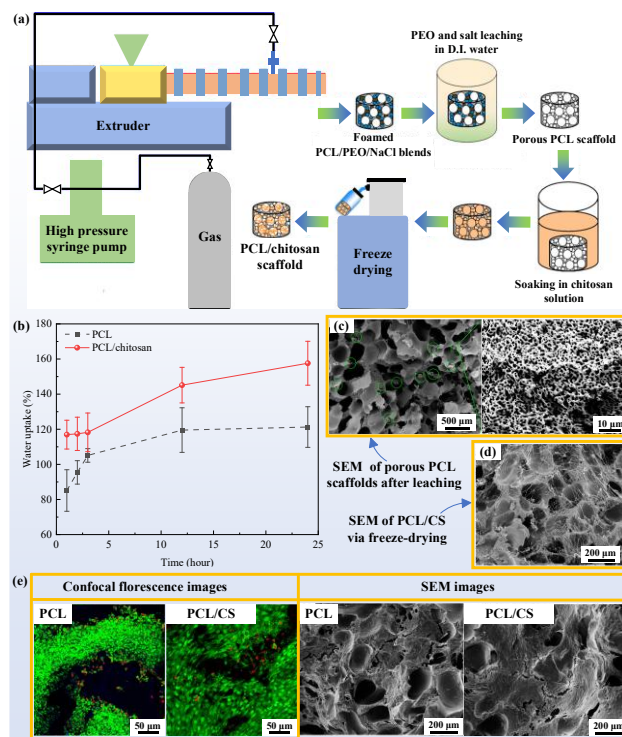 (a)
PEO and salt leaching
in D.I. water
Extruder
Foamed
PCL/PEO/NaCl blends
Porous PCL scaffold
High pressure
syringe pump
Gas
PCL/chitosan
scaffold
Freeze
drying
Soaking in chitosan
solution
(b)
PCL
PCL/chitosan
Water uptake (%)
180
160
140
120
100
80
60
0
5
10
15
20
25
Time (hour)
(c)
500 μm
10 μm
SEM of porous PCL
scaffolds after leaching
(d)
SEM of PCL/CS
via freeze-drying
200 μm
(e)
Confocal florescence images
SEM images
PCL
PCL/CS
PCL
PCL/CS
50 μm
50 μm
200 μm
200 μm